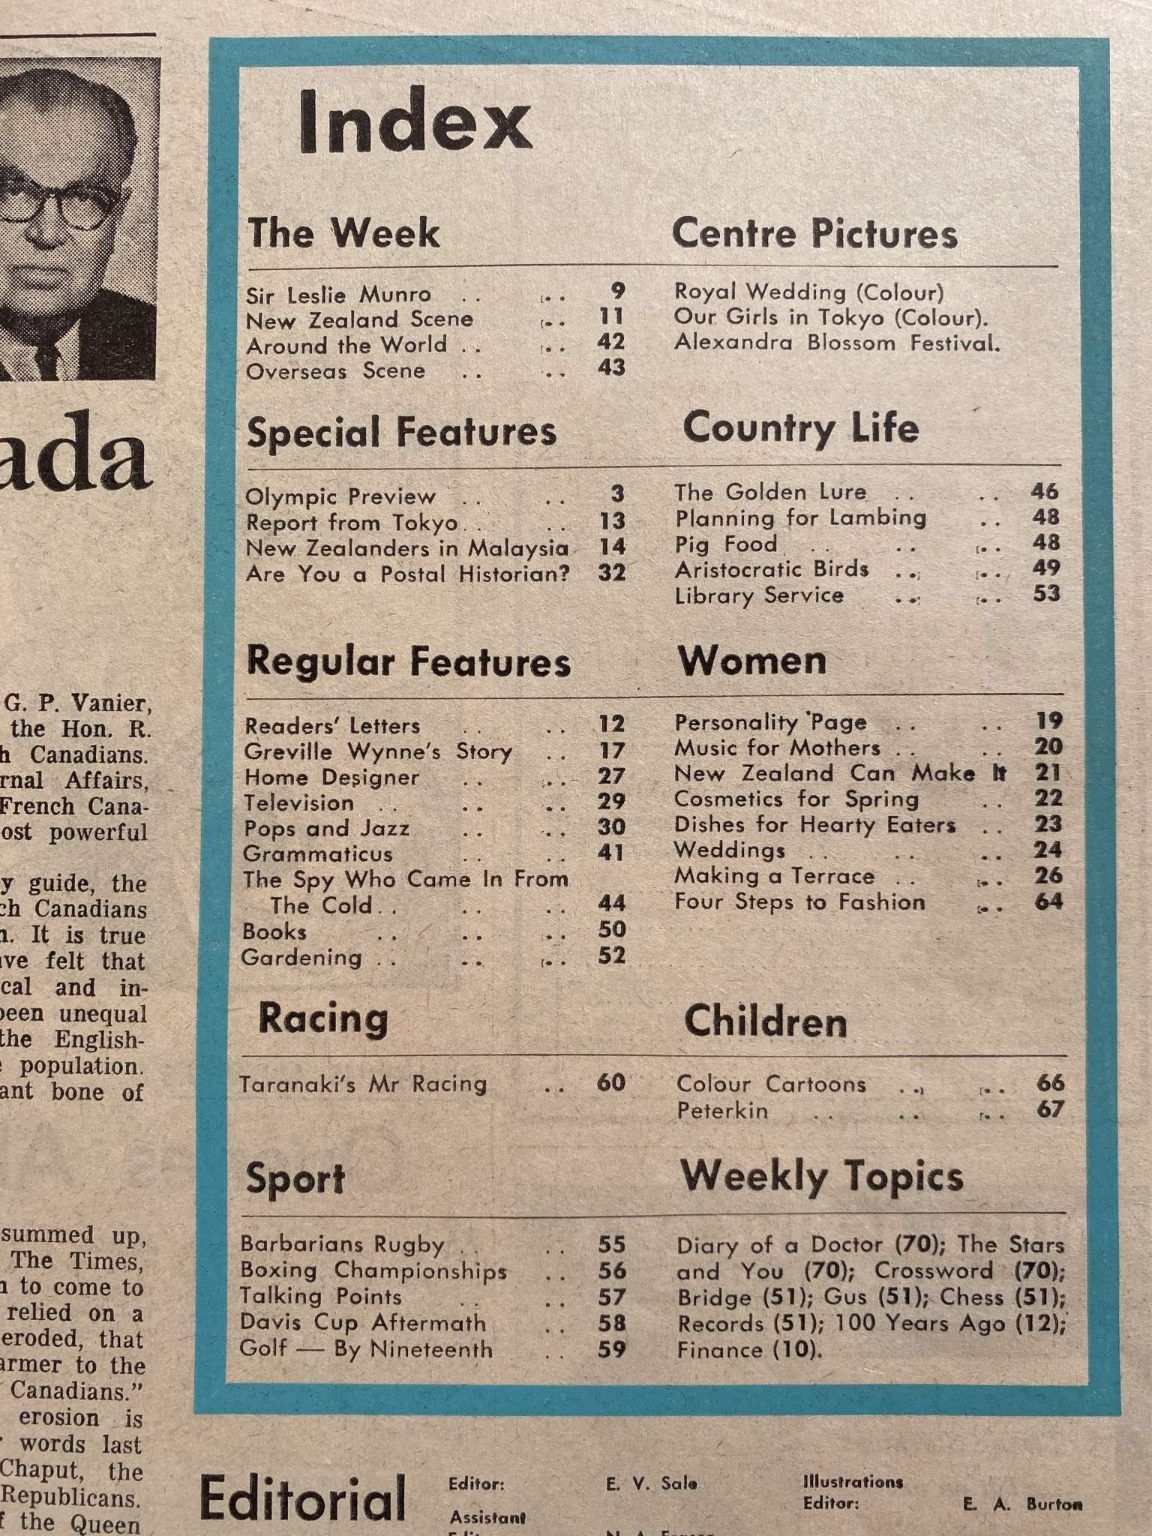 ada
G. P. Vanier,
the Hon. R.
Canadians.
Affairs,
French Cana-
powerful
guide, the
Canadians
It is true
felt that
and in-
been unequal
the English-
population.
bone of
summed up,
The Times,
to come to
relied on a
eroded, that
to the
Canadians.”
erosion is
words last
Chaput, the
Republicans.
the Queen
Index
The Week
Sir Leslie Munro .. .. 9
New Zealand Scene .. 11
Around the World .. .. 42
Overseas Scene .. .. 43
Special Features
Olympic Preview .. .. 3
Report from Tokyo .. .. 13
New Zealanders in Malaysia 14
Are You a Postal Historian? 32
Regular Features
Readers’ Letters .. .. 12
Greville Wynne’s Story .. 17
Home Designer .. .. 27
Television .. .. .. 29
Pops and Jazz .. .. 30
Grammaticus .. .. 41
The Spy Who Came In From
The Cold .. .. .. 44
Books .. .. .. 50
Gardening .. .. .. 52
Racing
Taranaki’s Mr Racing .. 60
Sport
Barbarians Rugby .. .. 55
Boxing Championships .. 56
Talking Points .. .. 57
Davis Cup Aftermath .. 58
Golf — By Nineteenth .. 59
Centre Pictures
Royal Wedding (Colour)
Our Girls in Tokyo (Colour).
Alexandra Blossom Festival.
Country Life
The Golden Lure .. .. 46
Planning for Lambing .. 48
Pig Food .. .. .. 48
Aristocratic Birds .. .. 49
Library Service .. .. 53
Women
Personality Page .. .. 19
Music for Mothers .. .. 20
New Zealand Can Make It 21
Cosmetics for Spring .. 22
Dishes for Hearty Eaters .. 23
Weddings .. .. .. 24
Making a Terrace .. .. 26
Four Steps to Fashion .. 64
Children
Colour Cartoons .. .. 66
Peterkin .. .. .. 67
Weekly Topics
Diary of a Doctor (70); The Stars
and You (70); Crossword (70);
Bridge (51); Gus (51); Chess (51);
Records (51); 100 Years Ago (12);
Finance (10).
Editorial
Editor: E. V. Sale
Assistant
Illustrations
Editor: E. A. Burton